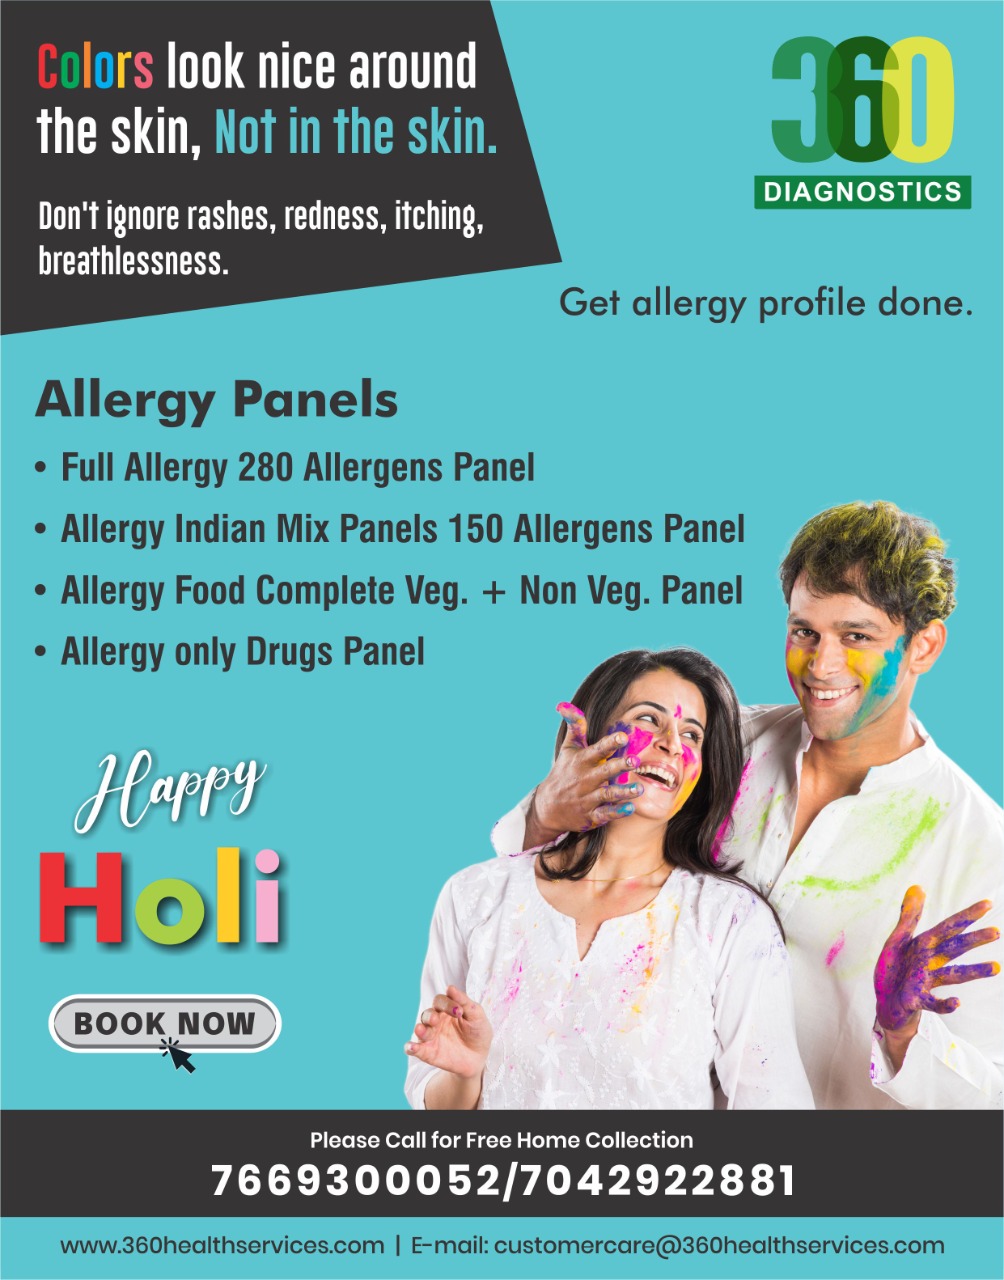 Colors look nice around
the skin, Not in the skin.
Don't ignore rashes, redness, itching,
breathlessness.
360
DIAGNOSTICS
Get allergy profile done.
Allergy Panels
• Full Allergy 280 Allergens Panel
• Allergy Indian Mix Panels 150 Allergens Panel
• Allergy Food Complete Veg. + Non Veg. Panel
• Allergy only Drugs Panel
Happy
Holi
BOOK NOW
Please Call for Free Home Collection
7669300052/7042922881
www.360healthservices.com | E-mail: customercare@360healthservices.com